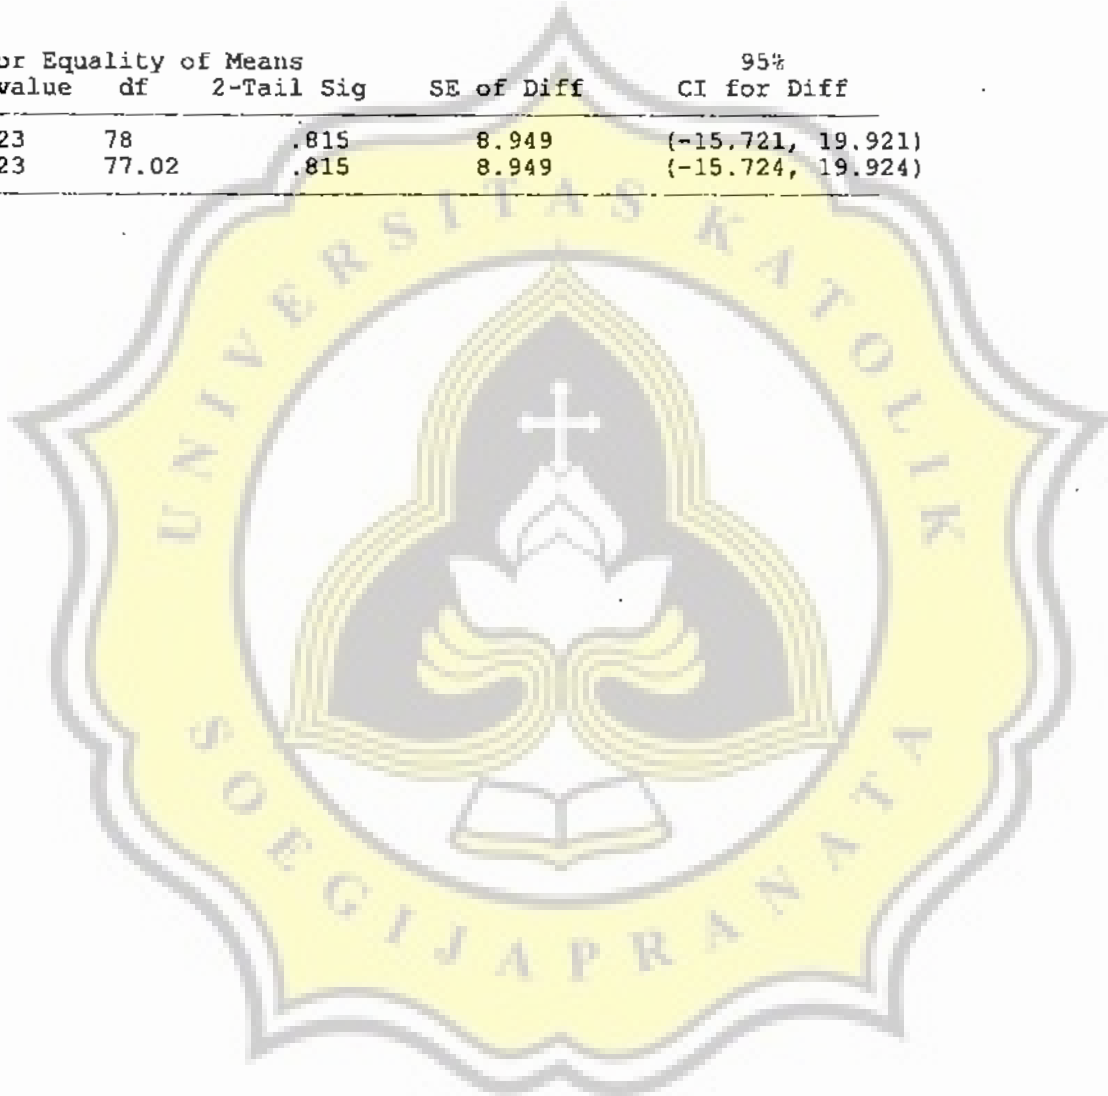 or Equality of Means 95%
value df 2-Tail Sig SE of Diff CI for Diff
23 78 .815 8.949 (-15.721, 19.921)
23 77.02 .815 8.949 (-15.724, 19.924)
UNIVERSITAS KATOLIK
SOEGIJAPRANATA